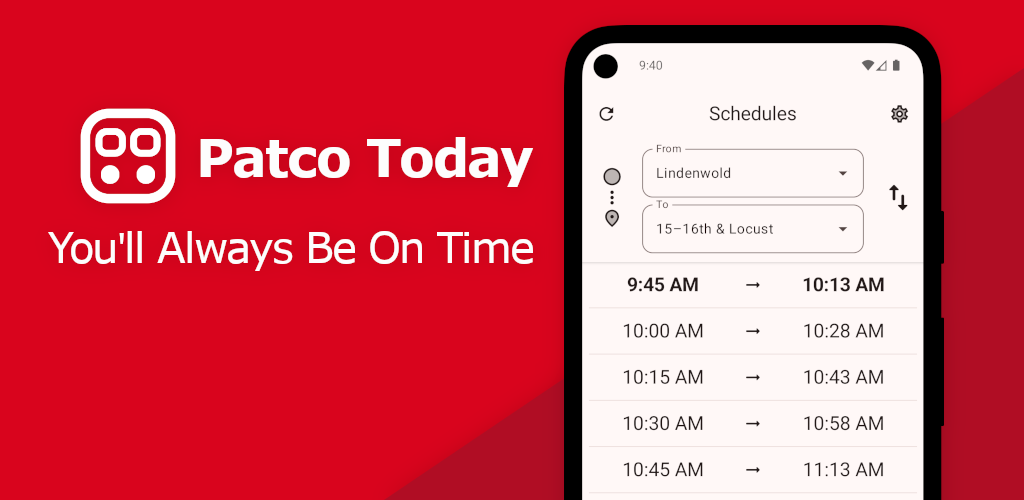 Patco Today
You'll Always Be On Time
9:40
Schedules
From
Lindenwold
To
15–16th & Locust
9:45 AM → 10:13 AM
10:00 AM → 10:28 AM
10:15 AM → 10:43 AM
10:30 AM → 10:58 AM
10:45 AM → 11:13 AM